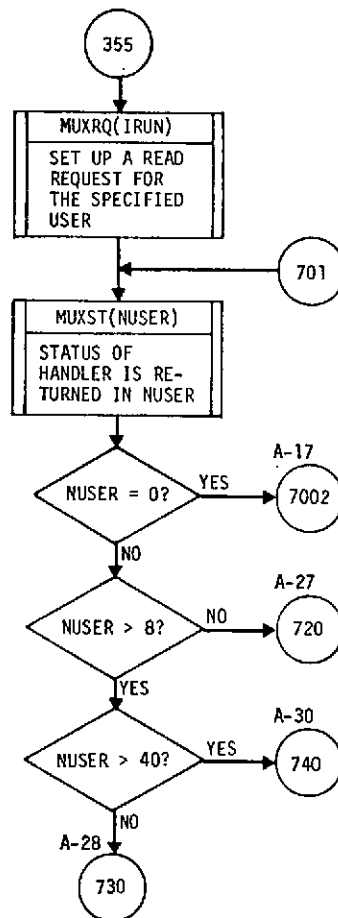 355
MUXRQ(IRUN)
SET UP A READ
REQUEST FOR
THE SPECIFIED
USER
701
MUXST(NUSER)
STATUS OF
HANDLER IS RE-
TURNED IN NUSER
A-17
NUSER = 0?
YES
7002
NO
A-27
NUSER > 8?
NO
720
YES
A-30
NUSER > 40?
YES
740
NO
A-28
730